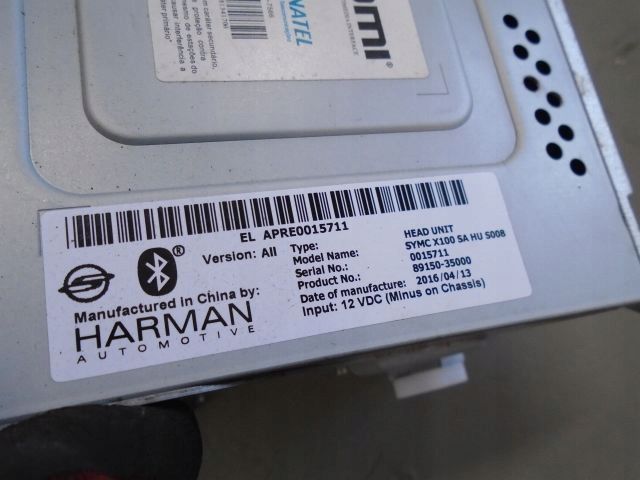 EL APRE0015711
Version: All
Type: HEAD UNIT
Model Name: SYMC X100 SA HU S008
Serial No.: 0015711
Product No.: 89150-35000
Date of manufacture: 2016/04/13
Input: 12 VDC (Minus on Chassis)
Manufactured in China by:
HARMAN
AUTOMOTIVE
NATEL